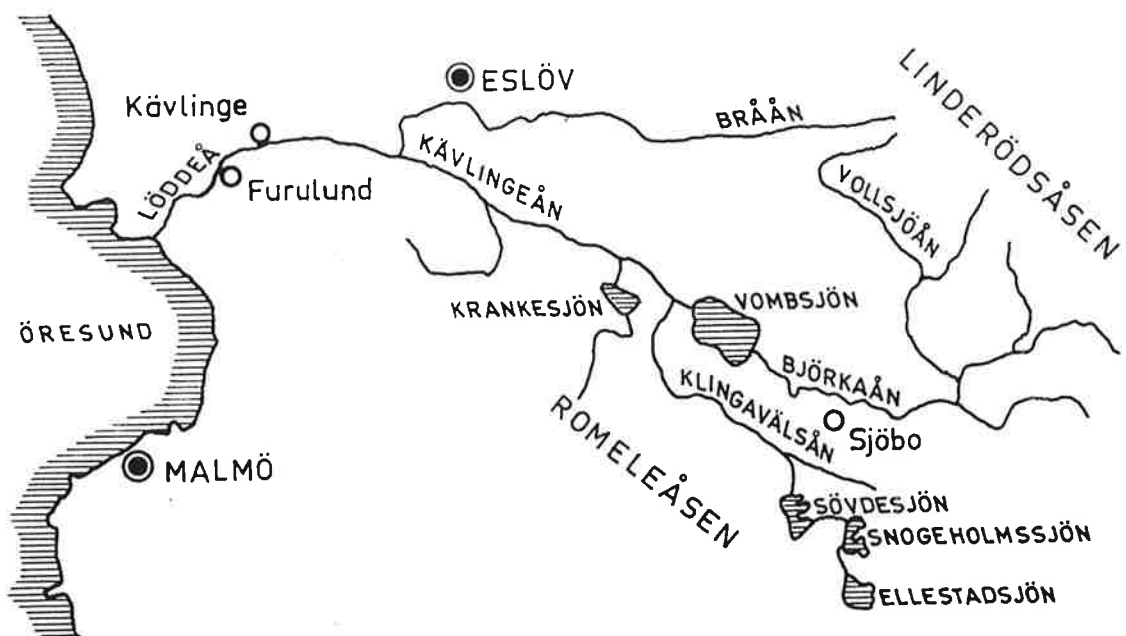 ESLÖV
LINDERÖDSÅSEN
Kävlinge
BRÅÅN
LÖDDEÅ
KÄVLINGEÅN
Furulund
VOLLSJÖÅN
KRANKESJÖN
VOMBSJÖN
ÖRESUND
BJÖRKAÅN
KLINGAVÄLSÅN
ROMELEÅSEN
Sjöbo
MALMÖ
SÖVDESJÖN
SNOGEHOLMSSJÖN
ELLESTADSJÖN